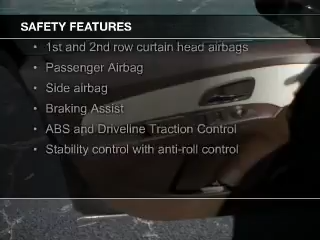 SAFETY FEATURES
• 1st and 2nd row curtain head airbags
• Passenger Airbag
• Side airbag
• Braking Assist
• ABS and Driveline Traction Control
• Stability control with anti-roll control